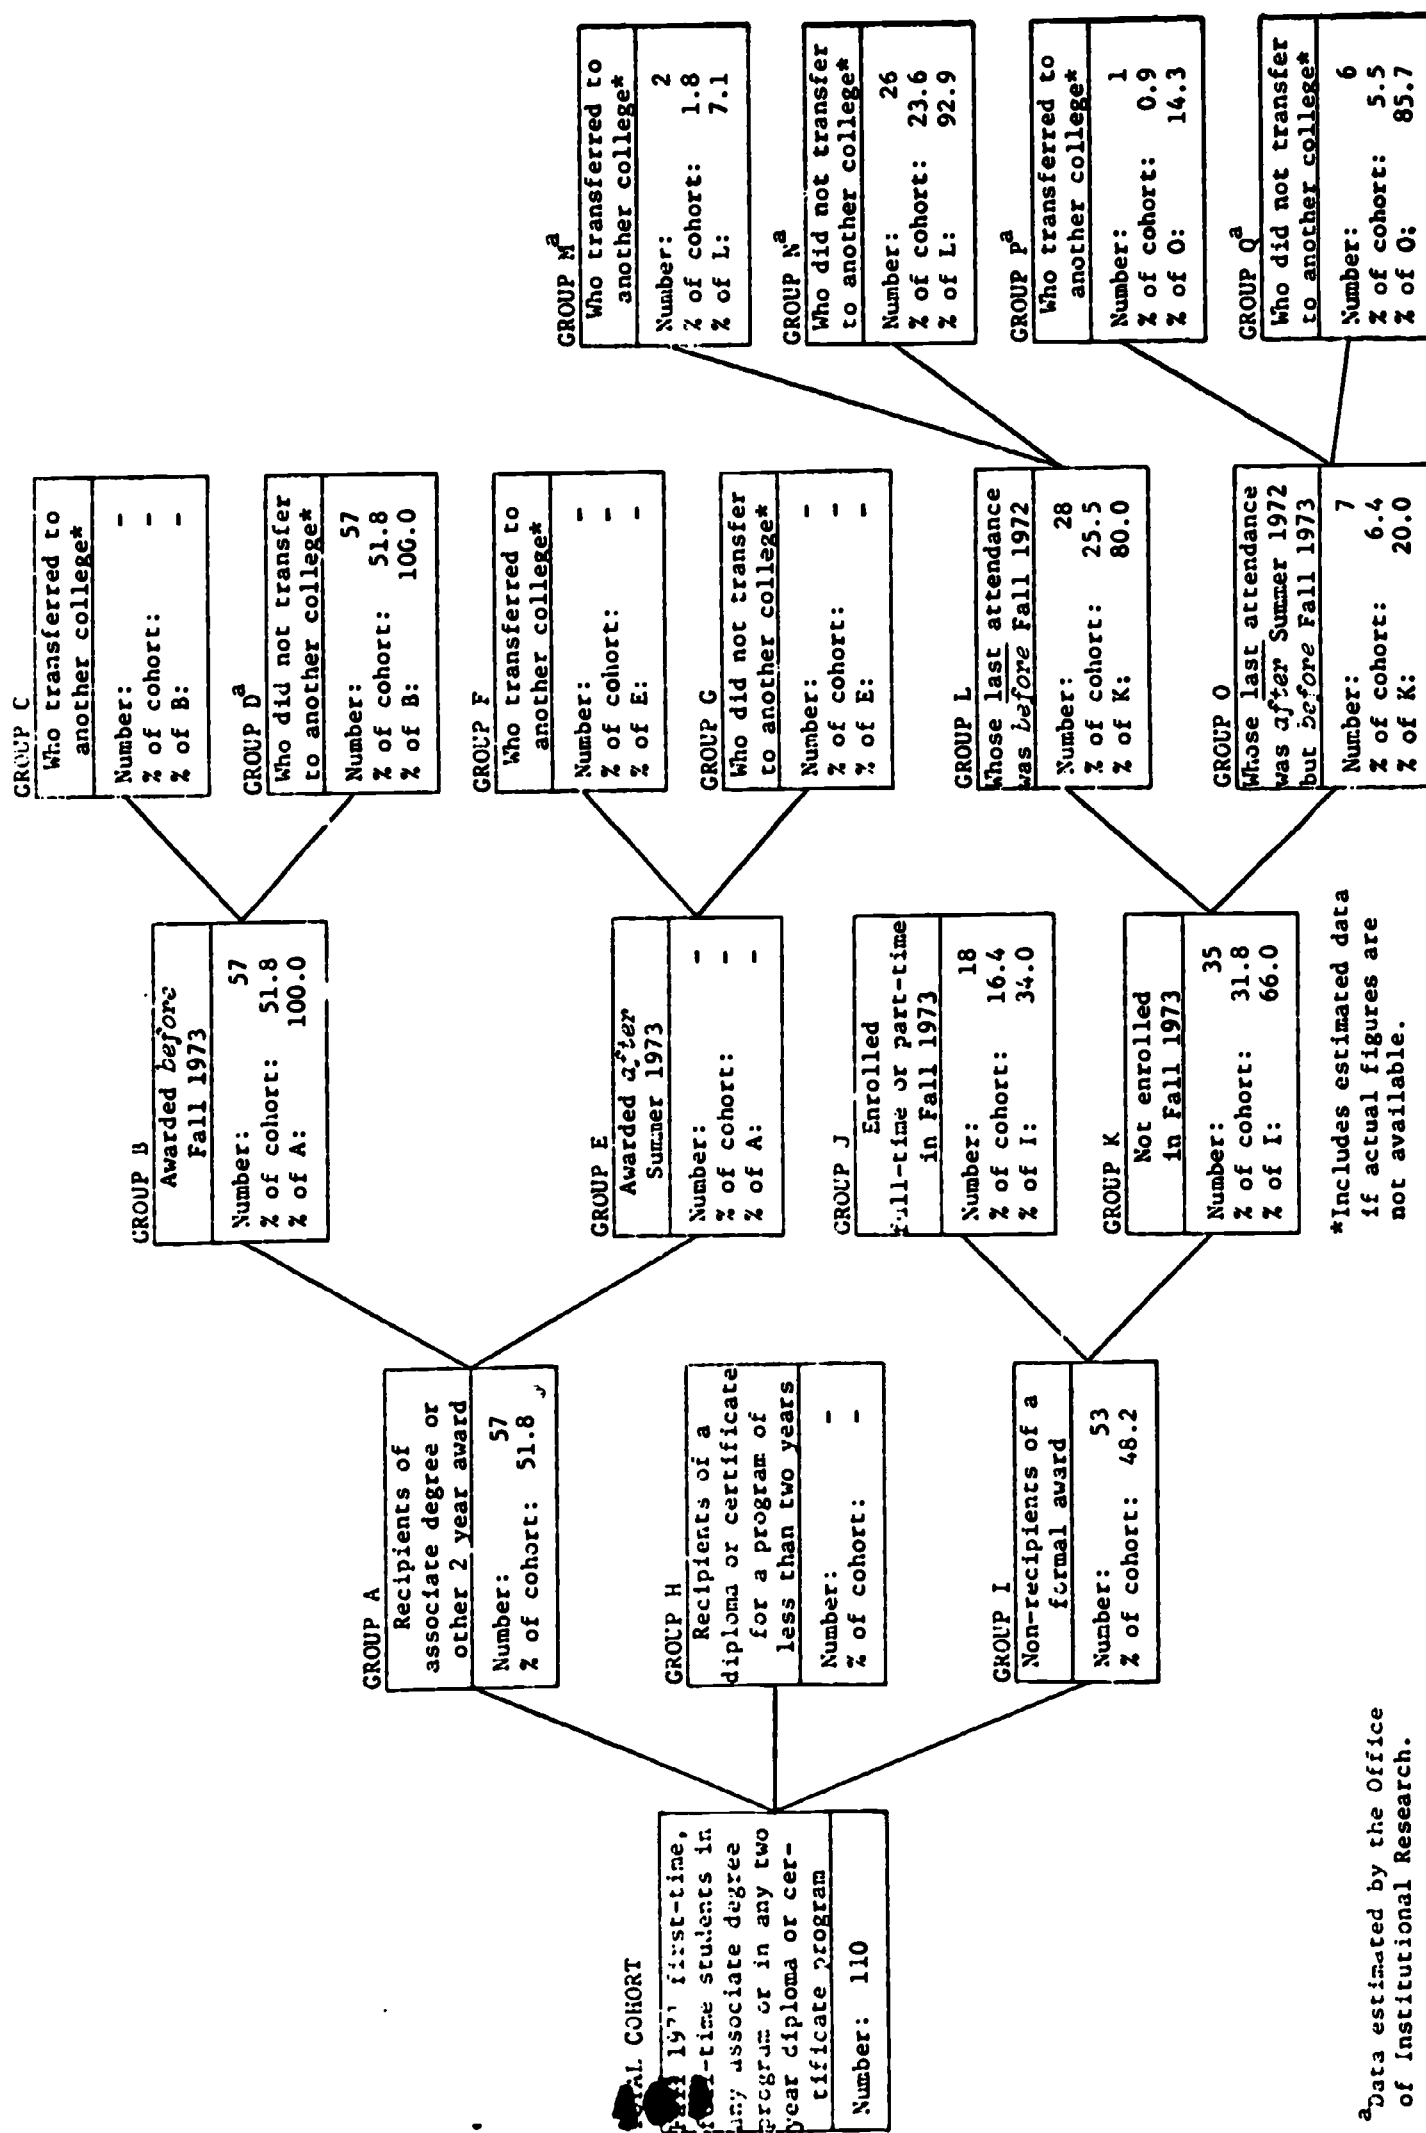 TOTAL COHORT
Fall 1971 first-time,
full-time students in
any associate degree
program or in any two
year diploma or cer-
tificate program
Number: 110
GROUP A
Recipients of
associate degree or
other 2 year award
Number: 57
% of cohort: 51.8
GROUP H
Recipients of a
diploma or certificate
for a program of
less than two years
Number: -
% of cohort: -
GROUP I
Non-recipients of a
formal award
Number: 53
% of cohort: 48.2
GROUP B
Awarded before
Fall 1973
Number: 57
% of cohort: 51.8
% of A: 100.0
GROUP E
Awarded after
Summer 1973
Number: -
% of cohort: -
% of A: -
GROUP J
Enrolled
full-time or part-time
in Fall 1973
Number: 18
% of cohort: 16.4
% of I: 34.0
GROUP K
Not enrolled
in Fall 1973
Number: 35
% of cohort: 31.8
% of I: 66.0
GROUP C
Who transferred to
another college*
Number: -
% of cohort: -
% of B: -
GROUP Da
Who did not transfer
to another college*
Number: 57
% of cohort: 51.8
% of B: 100.0
GROUP F
Who transferred to
another college*
Number: -
% of cohort: -
% of E: -
GROUP G
Who did not transfer
to another college*
Number: -
% of cohort: -
% of E: -
GROUP L
Whose last attendance
was before Fall 1972
Number: 28
% of cohort: 25.5
% of K: 80.0
GROUP O
Whose last attendance
was after Summer 1972
but before Fall 1973
Number: 7
% of cohort: 6.4
% of K: 20.0
GROUP Ma
Who transferred to
another college*
Number: 2
% of cohort: 1.8
% of L: 7.1
GROUP Na
Who did not transfer
to another college*
Number: 26
% of cohort: 23.6
% of L: 92.9
GROUP Pa
Who transferred to
another college*
Number: 1
% of cohort: 0.9
% of O: 14.3
GROUP Qa
Who did not transfer
to another college*
Number: 6
% of cohort: 5.5
% of O: 85.7
*Includes estimated data
if actual figures are
not available.
aData estimated by the Office
of Institutional Research.